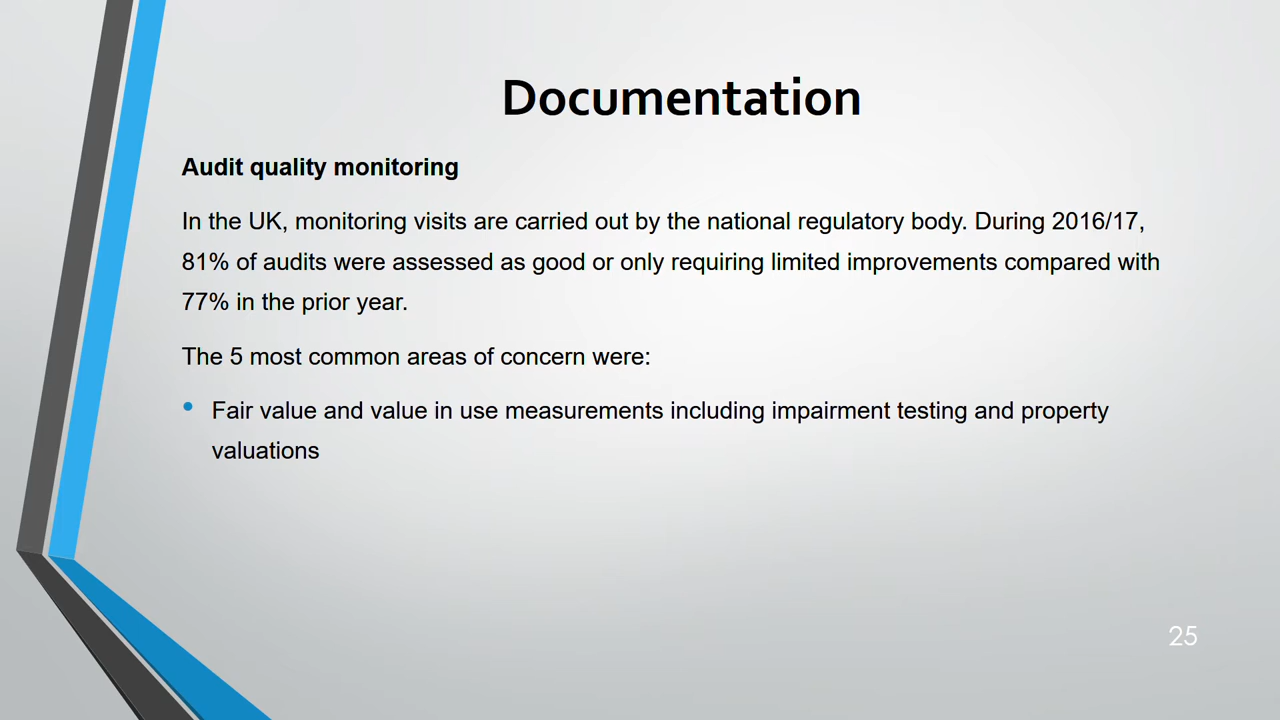 Documentation
Audit quality monitoring
In the UK, monitoring visits are carried out by the national regulatory body. During 2016/17,
81% of audits were assessed as good or only requiring limited improvements compared with
77% in the prior year.
The 5 most common areas of concern were:
• Fair value and value in use measurements including impairment testing and property
valuations
25